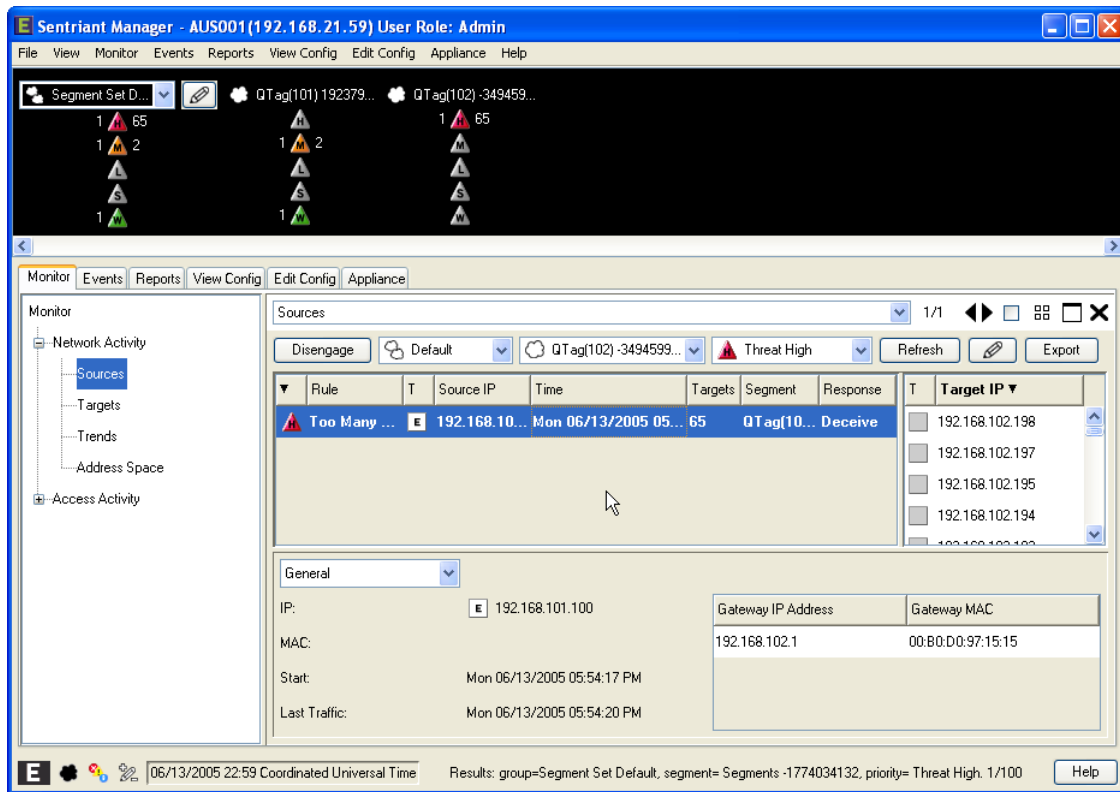 E Sentriant Manager - AUS001(192.168.21.59) User Role: Admin
File View Monitor Events Reports View Config Edit Config Appliance Help
Segment Set D... QTag(101) 192379... QTag(102) -349459...
1 H 65 H 1 H 65
1 M 2 1 M 2 M
L L L
S S S
1 W 1 W W
Monitor Events Reports View Config Edit Config Appliance
Monitor
Network Activity
Sources
Targets
Trends
Address Space
Access Activity
Sources 1/1
Disengage Default QTag(102) -3494599... H Threat High Refresh Export
Rule T Source IP Time Targets Segment Response
H Too Many ... E 192.168.10... Mon 06/13/2005 05... 65 QTag(10... Deceive
T Target IP
192.168.102.198
192.168.102.197
192.168.102.195
192.168.102.194
General
IP: E 192.168.101.100
MAC:
Start: Mon 06/13/2005 05:54:17 PM
Last Traffic: Mon 06/13/2005 05:54:20 PM
Gateway IP Address Gateway MAC
192.168.102.1 00:B0:D0:97:15:15
E 06/13/2005 22:59 Coordinated Universal Time Results: group=Segment Set Default, segment= Segments -1774034132, priority= Threat High. 1/100 Help